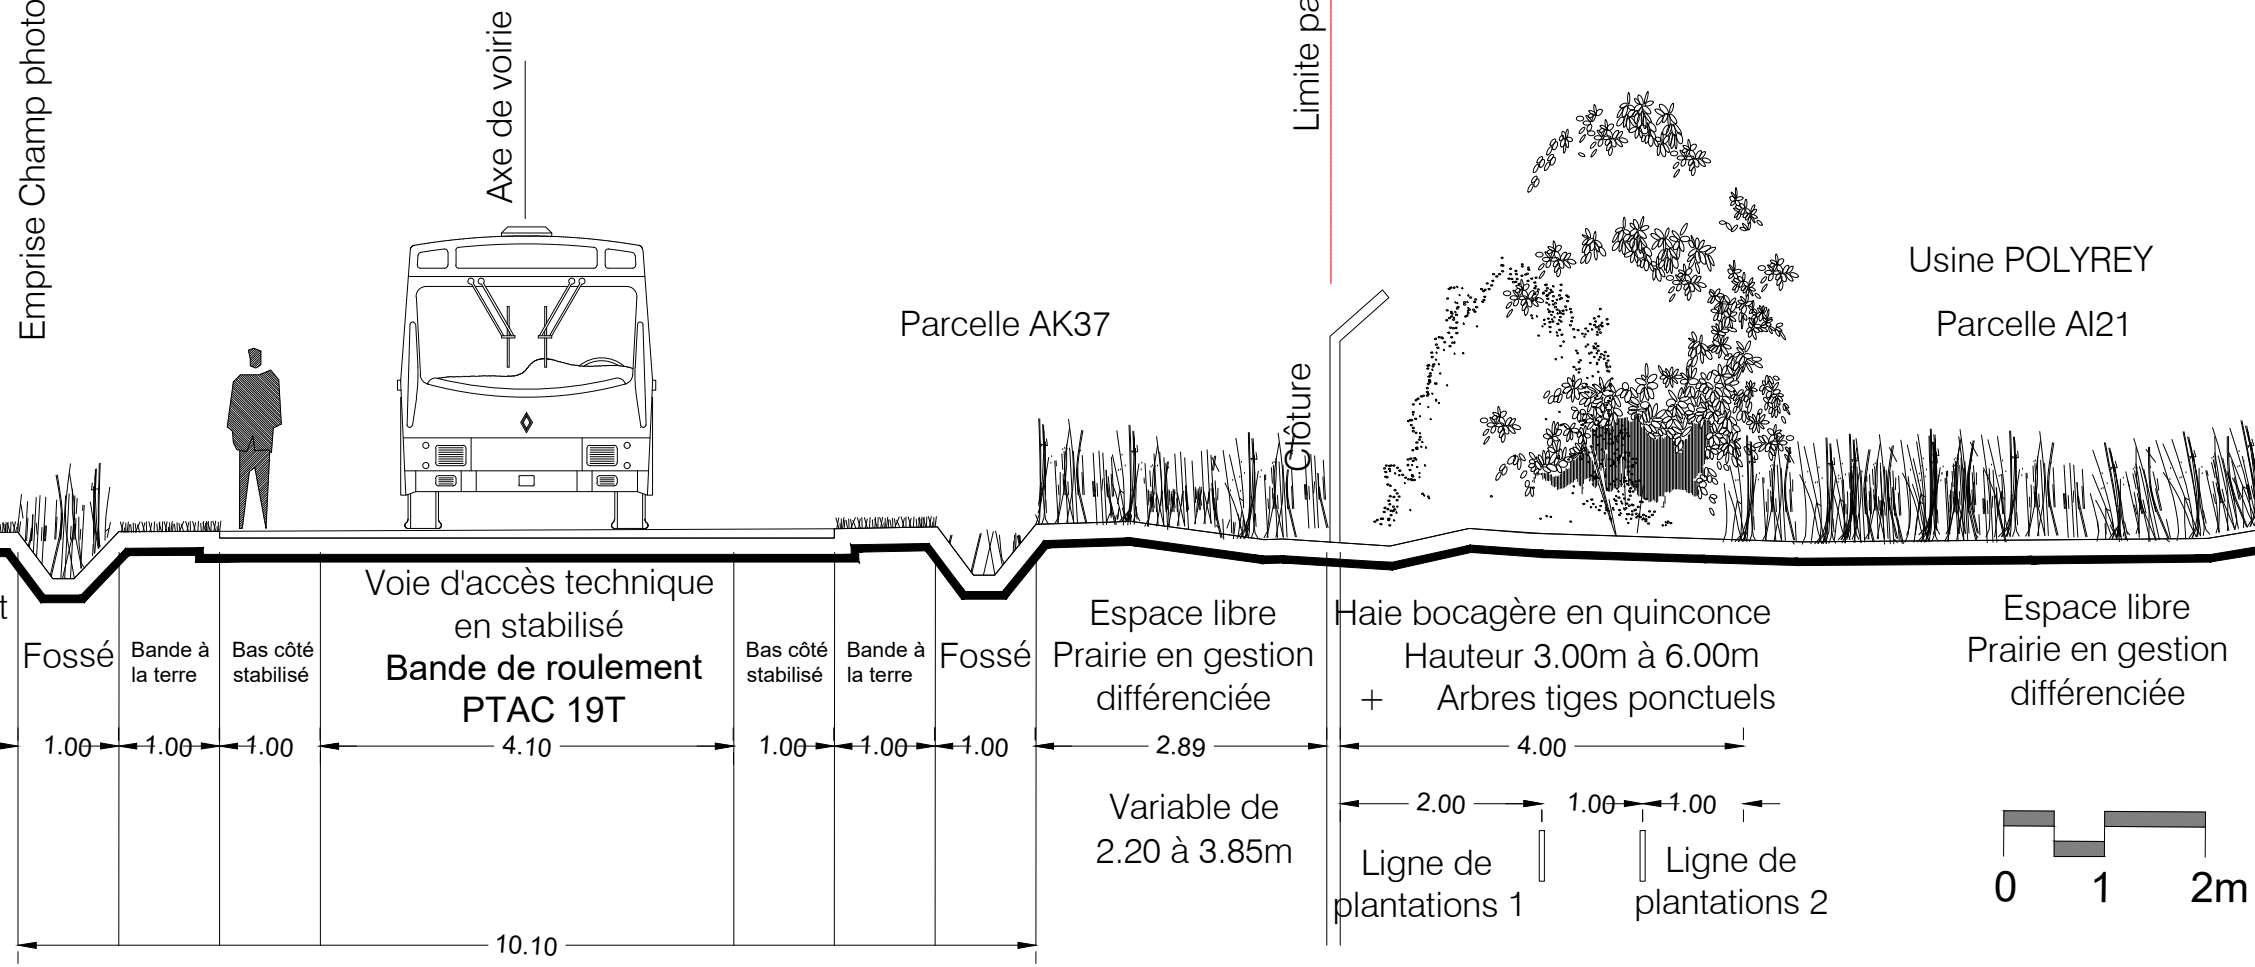 Emprise Champ photo
Axe de voirie
Limite pa
Parcelle AK37
Clôture
Usine POLYREY
Parcelle AI21
t
Fossé
Bande à
la terre
Bas côté
stabilisé
Voie d'accès technique
en stabilisé
Bande de roulement
PTAC 19T
Bas côté
stabilisé
Bande à
la terre
Fossé
Espace libre
Prairie en gestion
différenciée
Haie bocagère en quinconce
Hauteur 3.00m à 6.00m
+ Arbres tiges ponctuels
Espace libre
Prairie en gestion
différenciée
1.00 1.00 1.00 4.10 1.00 1.00 1.00 2.89 4.00
2.00 1.00 1.00
Variable de
2.20 à 3.85m
Ligne de
plantations 1
Ligne de
plantations 2
0 1 2m
10.10